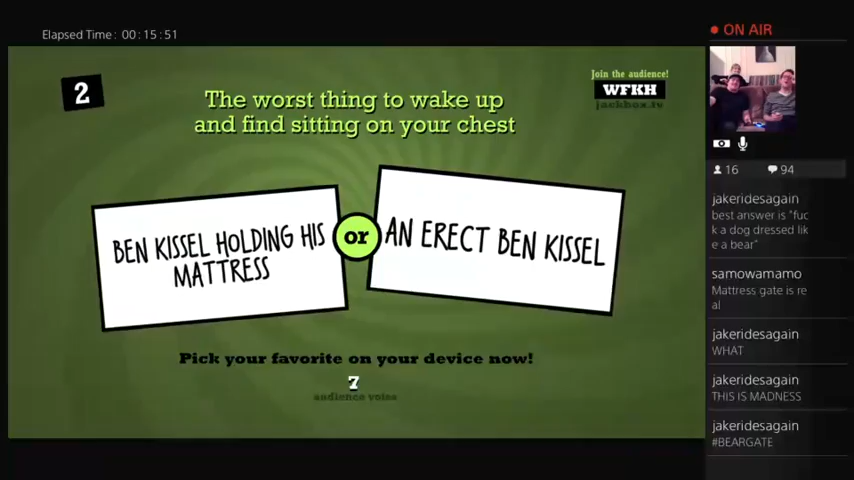 Elapsed Time: 00:15:51
ON AIR
2
The worst thing to wake up
and find sitting on your chest
Join the audience!
WFKH
jackbox.tv
BEN KISSEL HOLDING HIS
MATTRESS
or
AN ERECT BEN KISSEL
Pick your favorite on your device now!
7
audience votes
16
94
jakeridesagain
best answer is "fuc
k a dog dressed lik
e a bear"
samowamamo
Mattress gate is re
al
jakeridesagain
WHAT
jakeridesagain
THIS IS MADNESS
jakeridesagain
#BEARGATE